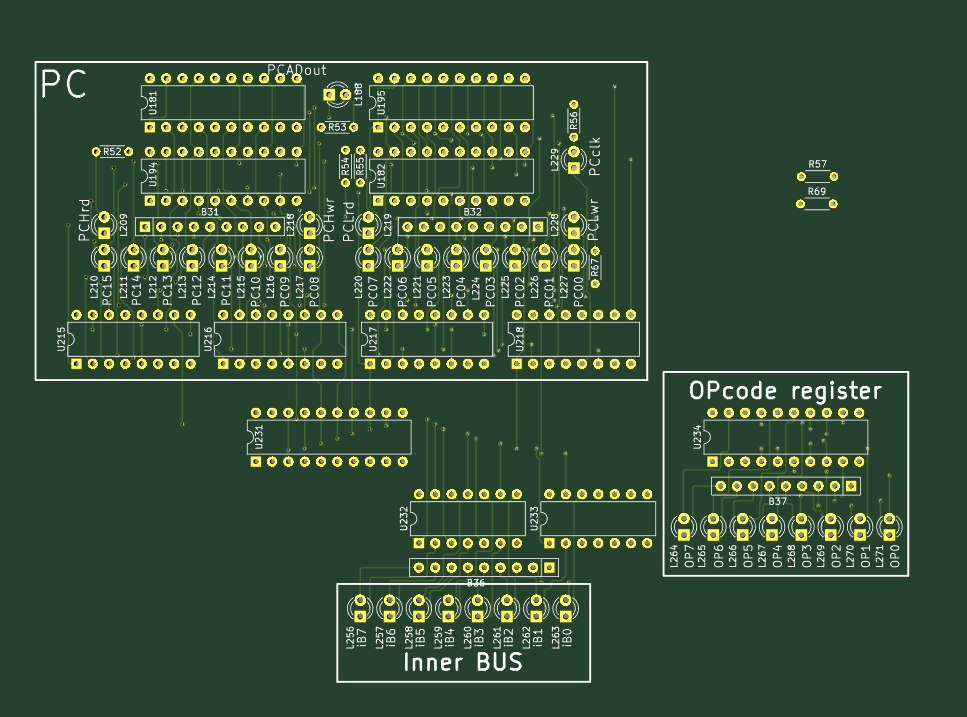 PC
PCADout
U181
L188
U195
R53
R56
R52
U194
R54
R55
U182
L229
PCclk
R57
R69
PCHrd
L209
B31
L218
PCHwr
PCLrd
L219
B32
L228
PCLwr
R67
L210
PC15
L211
PC14
L212
PC13
L213
PC12
L214
PC11
L215
PC10
L216
PC09
L217
PC08
L220
PC07
L222
PC06
L221
PC05
L223
PC04
L224
PC03
L225
PC02
L226
PC01
L227
PC00
U215
U216
U217
U218
OPcode register
U231
U234
B37
U232
U233
L264
OP7
L265
OP6
L266
OP5
L267
OP4
L288
OP3
L269
OP2
L270
OP1
L271
OP0
B36
L256
iB7
L257
iB6
L258
iB5
L259
iB4
L260
iB3
L261
iB2
L262
iB1
L263
iB0
Inner BUS